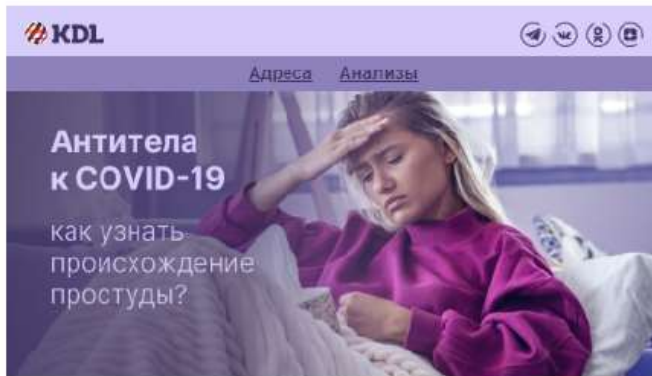 KDL
Адреса Анализы
Антитела
к COVID-19
как узнать
происхождение
простуды?